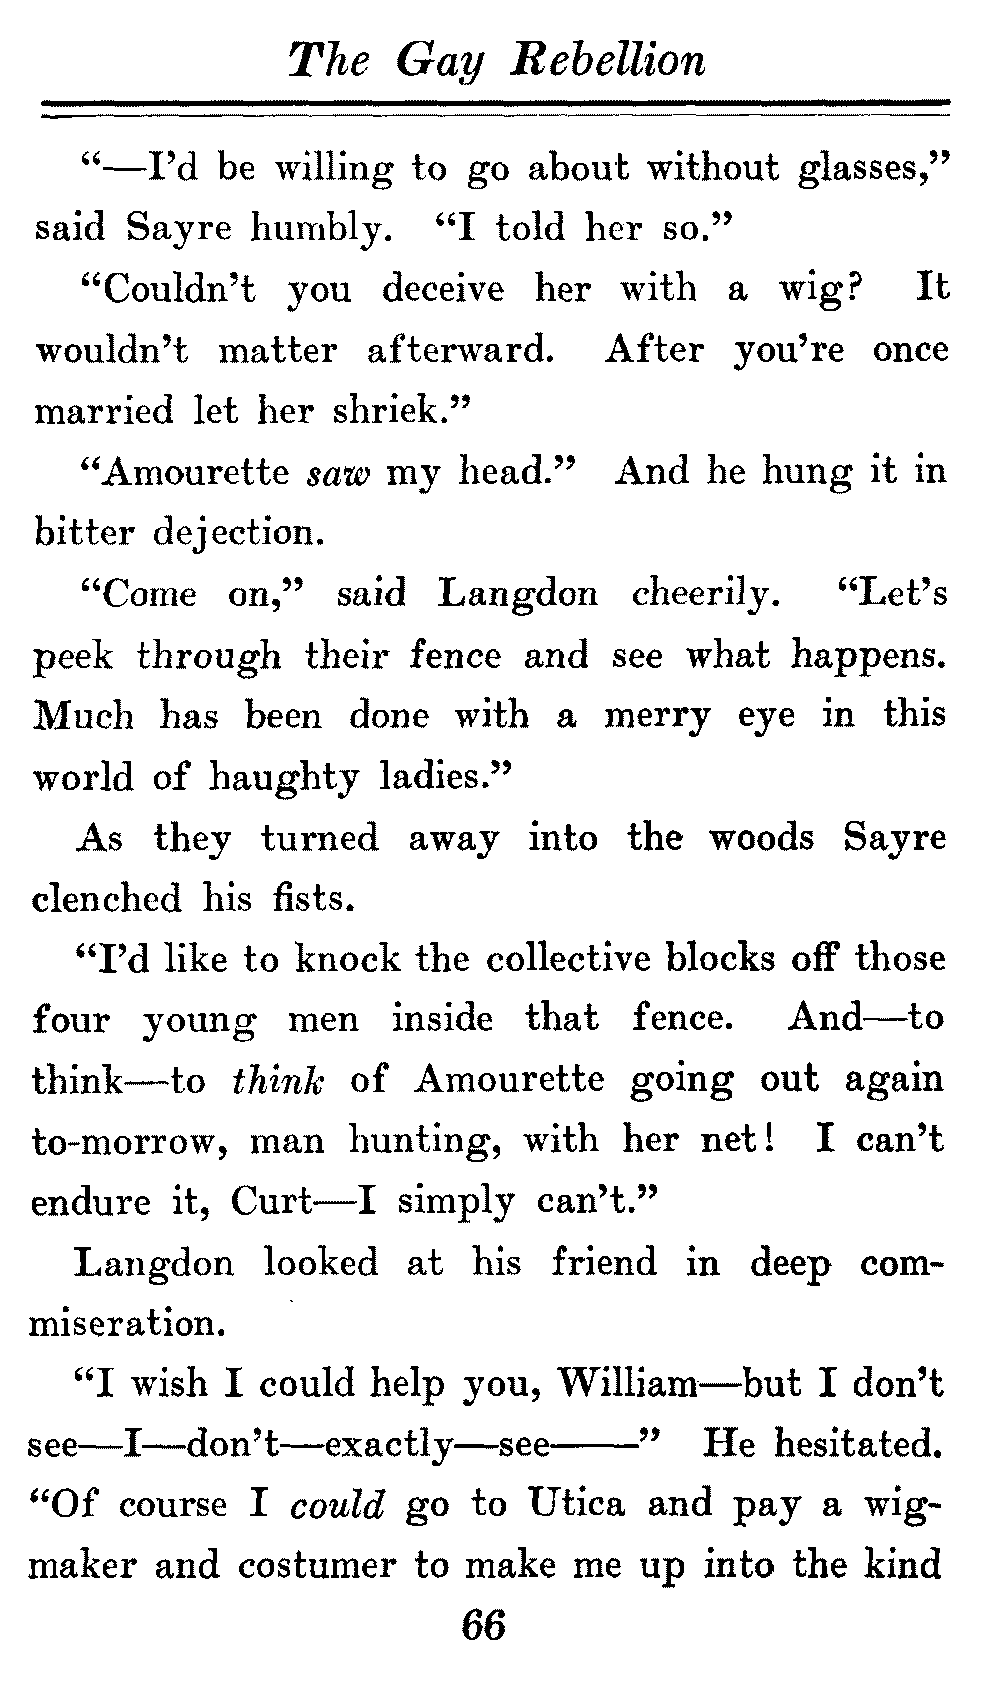 The Gay Rebellion
“—I’d be willing to go about without glasses,”
said Sayre humbly. “I told her so.”
“Couldn’t you deceive her with a wig? It
wouldn’t matter afterward. After you’re once
married let her shriek.”
“Amourette saw my head.” And he hung it in
bitter dejection.
“Come on,” said Langdon cheerily. “Let’s
peek through their fence and see what happens.
Much has been done with a merry eye in this
world of haughty ladies.”
As they turned away into the woods Sayre
clenched his fists.
“I’d like to knock the collective blocks off those
four young men inside that fence. And—to
think—to think of Amourette going out again
to-morrow, man hunting, with her net! I can’t
endure it, Curt—I simply can’t.”
Langdon looked at his friend in deep com-
miseration.
“I wish I could help you, William—but I don’t
see—I—don’t—exactly—see——” He hesitated.
“Of course I could go to Utica and pay a wig-
maker and costumer to make me up into the kind
66